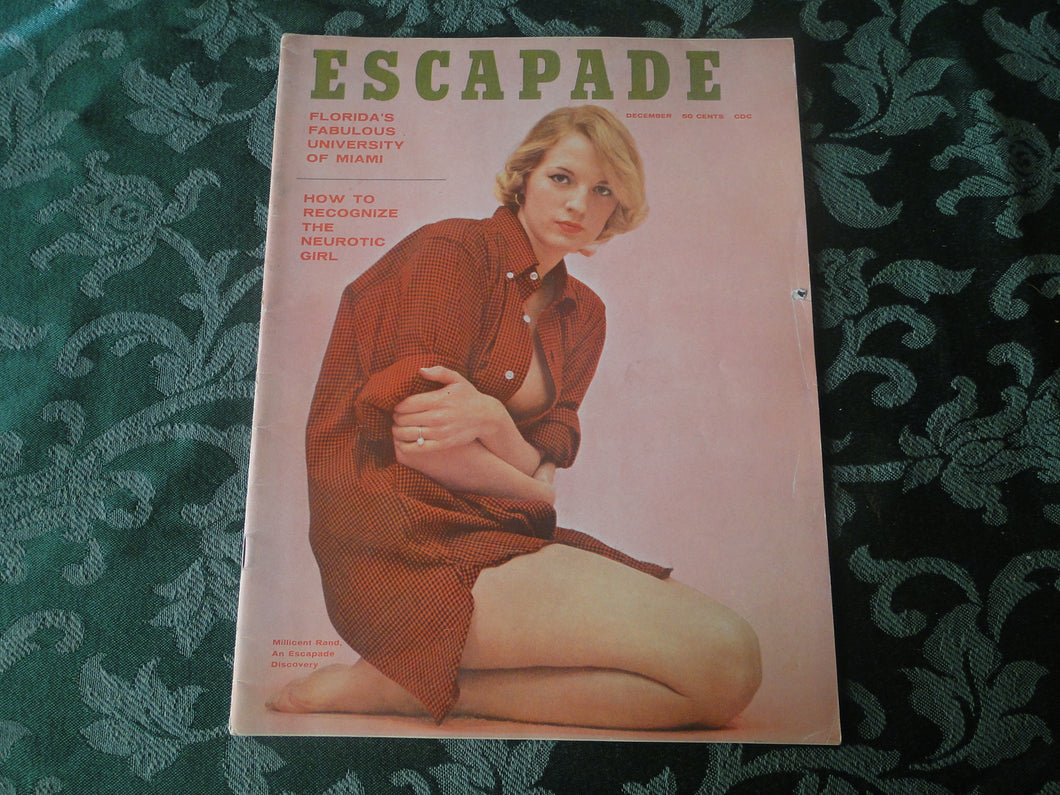 ESCAPADE
DECEMBER 50 CENTS CDC
FLORIDA'S
FABULOUS
UNIVERSITY
OF MIAMI
HOW TO
RECOGNIZE
THE
NEUROTIC
GIRL
Millicent Rand,
An Escapade
Discovery